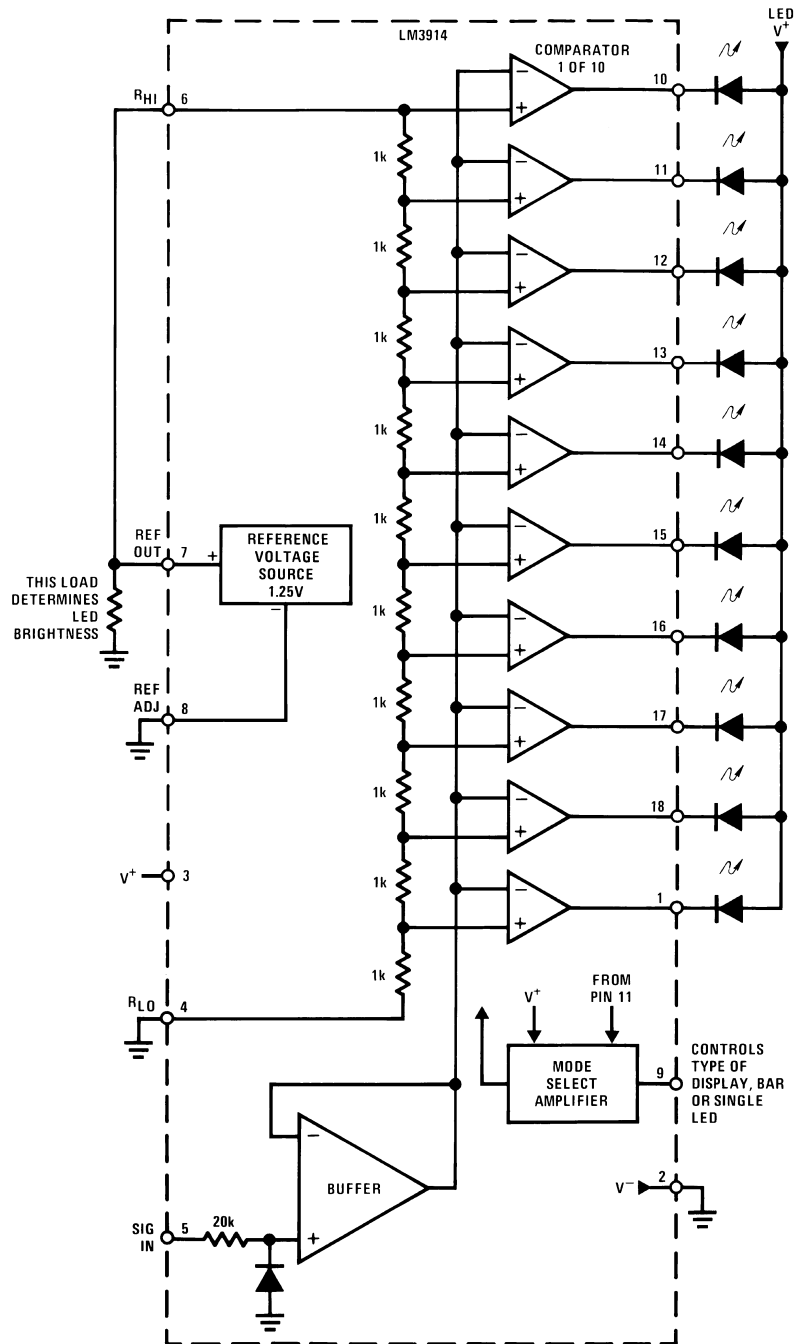 LM3914
LED
V+
COMPARATOR
1 OF 10
RHI
6
−
+
10
1k
−
+
11
1k
−
+
12
1k
−
+
13
1k
−
+
14
1k
−
+
15
REF
OUT
7
+
REFERENCE
VOLTAGE
SOURCE
1.25V
−
THIS LOAD
DETERMINES
LED
BRIGHTNESS
1k
−
+
16
REF
ADJ
8
1k
−
+
17
1k
−
+
18
V+
3
1k
−
+
1
1k
RLO
4
V+
FROM
PIN 11
MODE
SELECT
AMPLIFIER
9
CONTROLS
TYPE OF
DISPLAY, BAR
OR SINGLE
LED
−
BUFFER
+
V−
2
SIG
IN
5
20k